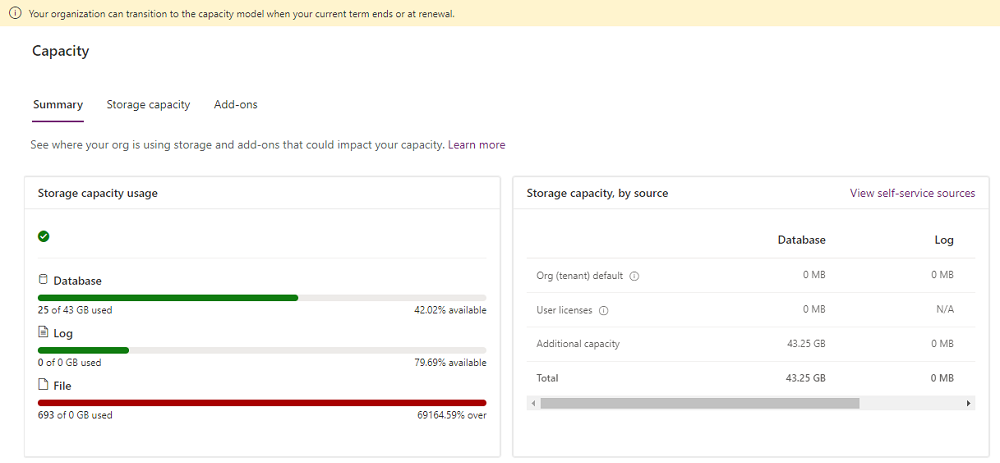 Your organization can transition to the capacity model when your current term ends or at renewal.
Capacity
Summary Storage capacity Add-ons
See where your org is using storage and add-ons that could impact your capacity. Learn more
Storage capacity usage
Database
25 of 43 GB used 42.02% available
Log
0 of 0 GB used 79.69% available
File
693 of 0 GB used 69164.59% over
Storage capacity, by source View self-service sources
Database Log
Org (tenant) default 0 MB 0 MB
User licenses 0 MB N/A
Additional capacity 43.25 GB 0 MB
Total 43.25 GB 0 MB